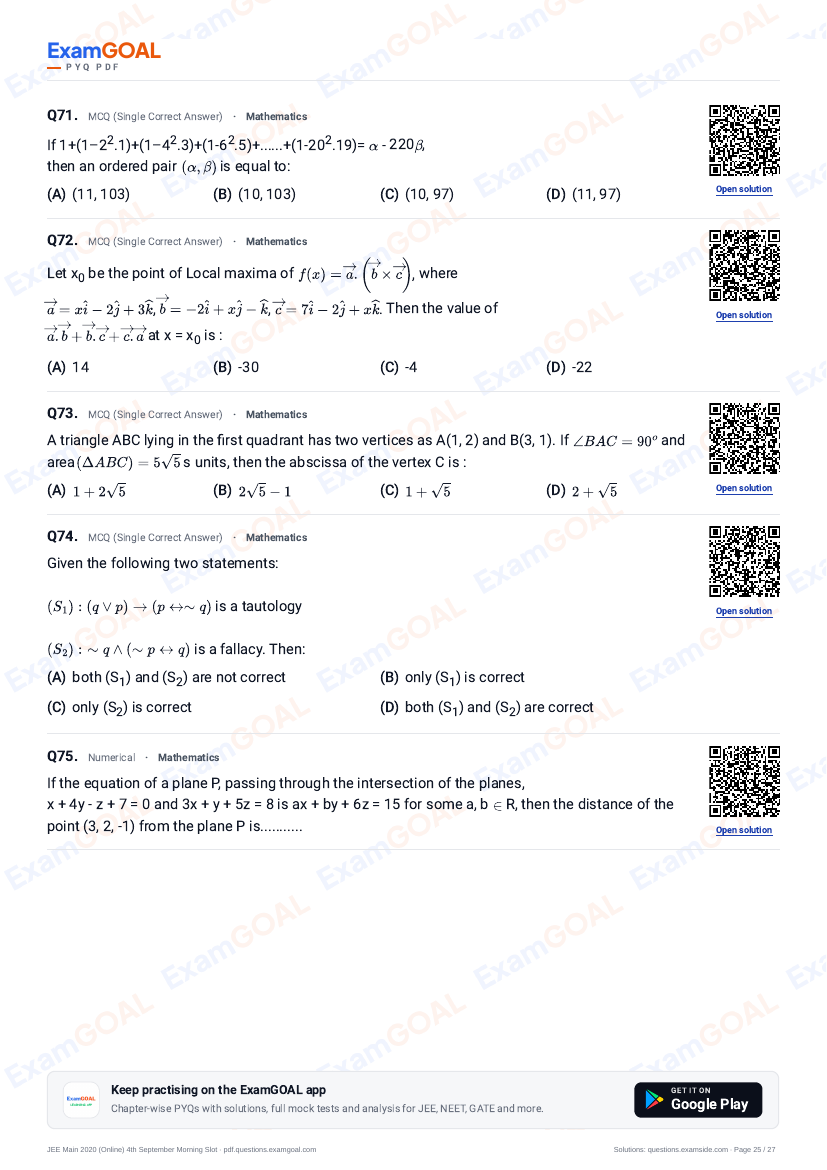 ExamGOAL
PYQ PDF
Q71. MCQ (Single Correct Answer) · Mathematics
If 1+(1−2².1)+(1−4².3)+(1-6².5)+......+(1-20².19)= α - 220β,
then an ordered pair (α, β) is equal to:
(A) (11, 103) (B) (10, 103) (C) (10, 97) (D) (11, 97)
Open solution
Q72. MCQ (Single Correct Answer) · Mathematics
Let x₀ be the point of Local maxima of f(x) = a⃗. (b⃗ × c⃗), where
a⃗ = xî − 2ĵ + 3k̂, b⃗ = −2î + xĵ − k̂, c⃗ = 7î − 2ĵ + xk̂. Then the value of
a⃗. b⃗ + b⃗. c⃗ + c⃗. a⃗ at x = x₀ is :
(A) 14 (B) -30 (C) -4 (D) -22
Open solution
Q73. MCQ (Single Correct Answer) · Mathematics
A triangle ABC lying in the first quadrant has two vertices as A(1, 2) and B(3, 1). If ∠BAC = 90ᵒ and
area (ΔABC) = 5√5 s units, then the abscissa of the vertex C is :
(A) 1 + 2√5 (B) 2√5 − 1 (C) 1 + √5 (D) 2 + √5
Open solution
Q74. MCQ (Single Correct Answer) · Mathematics
Given the following two statements:
(S₁) : (q ∨ p) → (p ↔∼ q) is a tautology
(S₂) : ∼ q ∧ (∼ p ↔ q) is a fallacy. Then:
(A) both (S₁) and (S₂) are not correct (B) only (S₁) is correct
(C) only (S₂) is correct (D) both (S₁) and (S₂) are correct
Open solution
Q75. Numerical · Mathematics
If the equation of a plane P, passing through the intersection of the planes,
x + 4y - z + 7 = 0 and 3x + y + 5z = 8 is ax + by + 6z = 15 for some a, b ∈ R, then the distance of the
point (3, 2, -1) from the plane P is...........
Open solution
ExamGOAL
Keep practising on the ExamGOAL app
Chapter-wise PYQs with solutions, full mock tests and analysis for JEE, NEET, GATE and more.
GET IT ON
Google Play
JEE Main 2020 (Online) 4th September Morning Slot · pdf.questions.examgoal.com
Solutions: questions.examside.com · Page 25 / 27